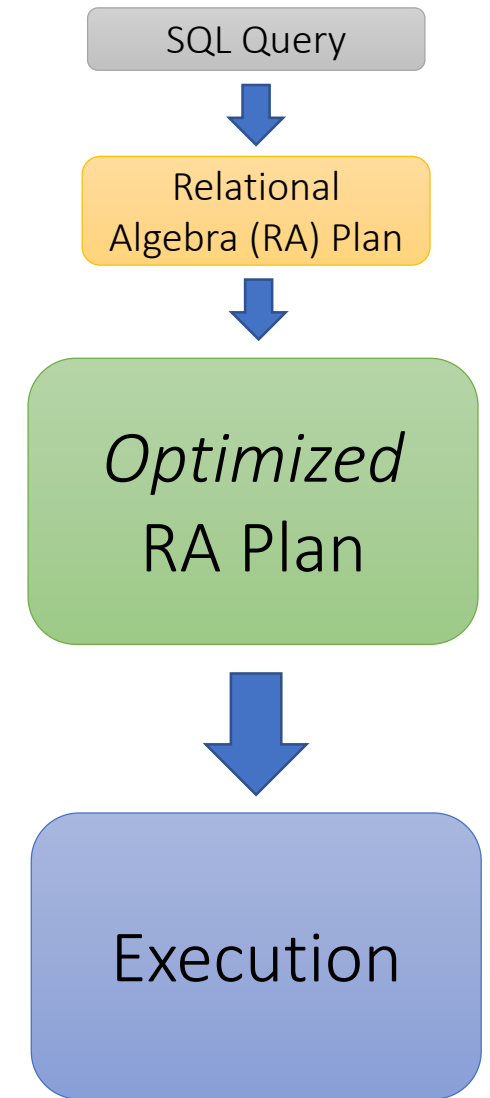 SQL Query
Relational
Algebra (RA) Plan
Optimized
RA Plan
Execution